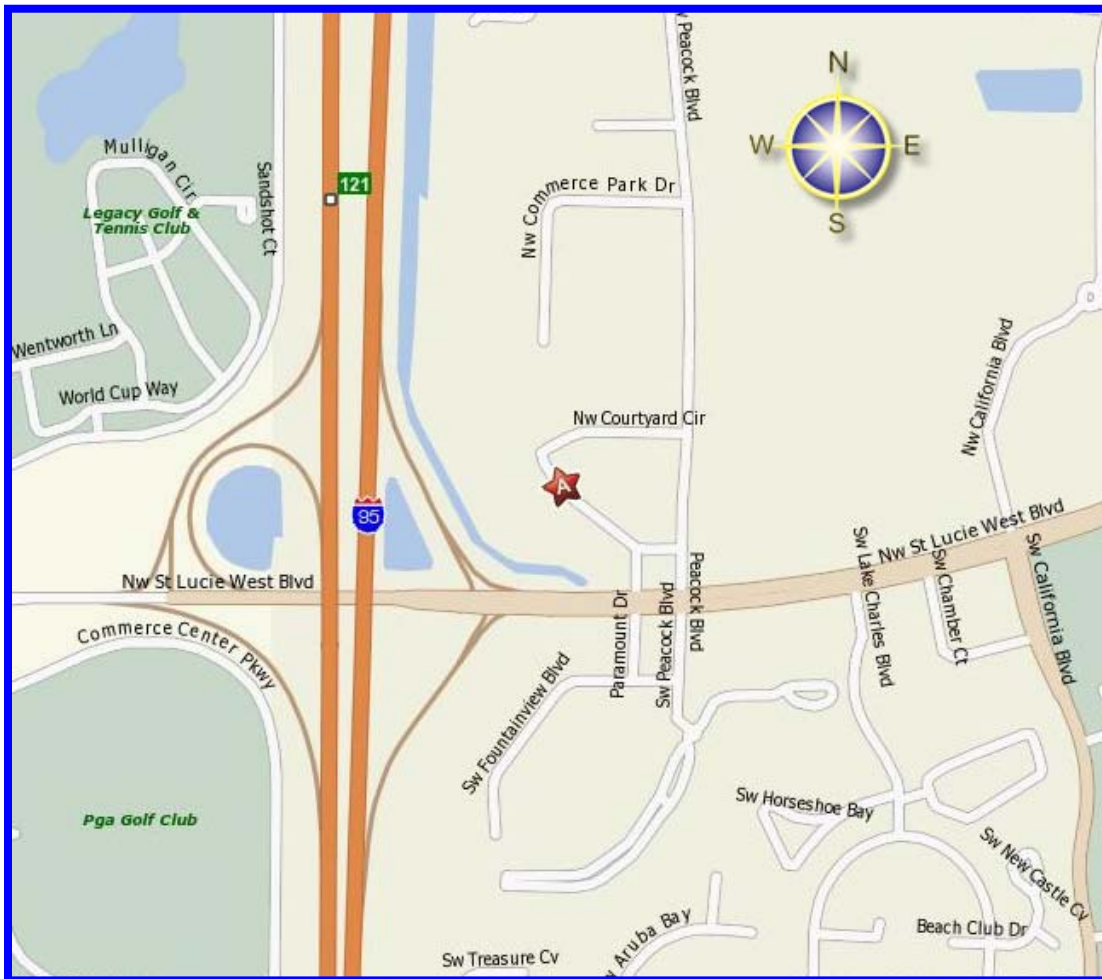 Sw Peacock Blvd
N
W
E
S
Mulligan Cir
Sandshot Ct
121
Legacy Golf &
Tennis Club
Nw Commerce Park Dr
Wentworth Ln
World Cup Way
Nw California Blvd
Nw Courtyard Cir
A
95
Nw St Lucie West Blvd
Nw St Lucie West Blvd
Commerce Center Pkwy
Paramount Dr
Sw Peacock Blvd
Peacock Blvd
Sw Lake Charles Blvd
Sw Chamber Ct
Sw California Blvd
Sw Fountainview Blvd
Pga Golf Club
Sw Horseshoe Bay
Sw New Castle Cv
Beach Club Dr
Aruba Bay
Sw Treasure Cv